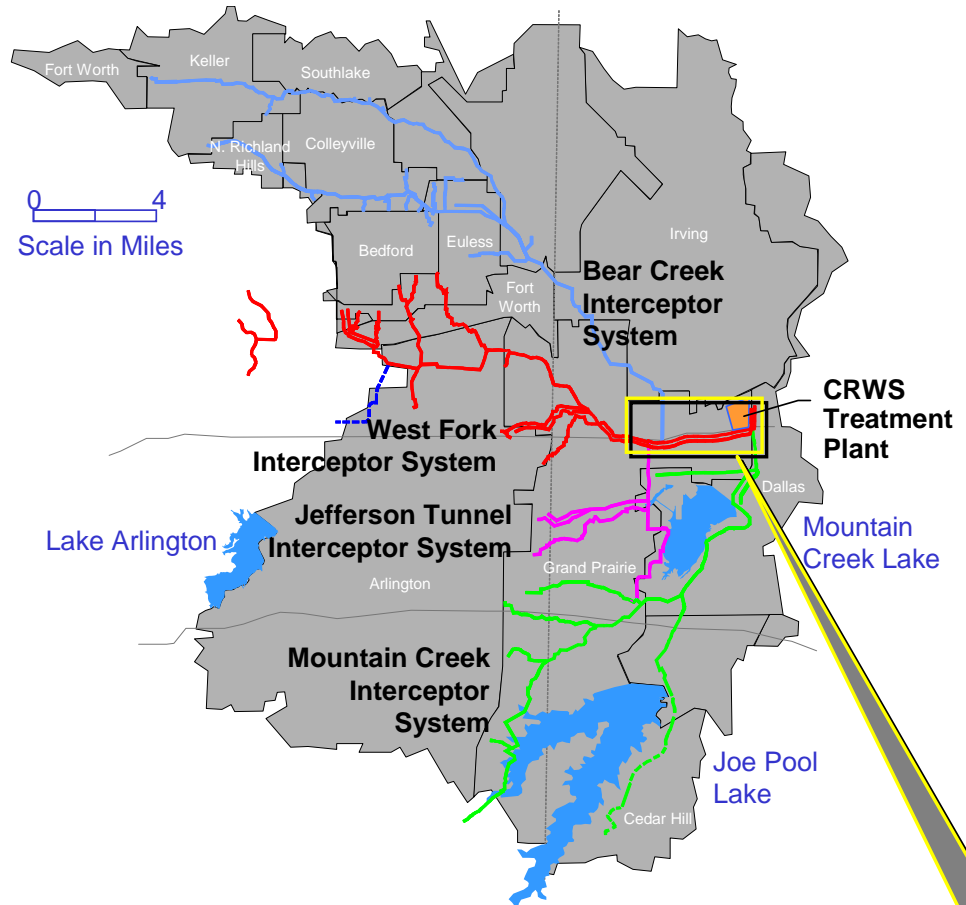 Fort Worth
Keller
Southlake
N. Richland
Hills
Colleyville
0 4
Scale in Miles
Bedford
Euless
Irving
Fort
Worth
Bear Creek
Interceptor
System
CRWS
Treatment
Plant
West Fork
Interceptor System
Dallas
Jefferson Tunnel
Interceptor System
Lake Arlington
Mountain
Creek Lake
Grand Prairie
Arlington
Mountain Creek
Interceptor
System
Joe Pool
Lake
Cedar Hill